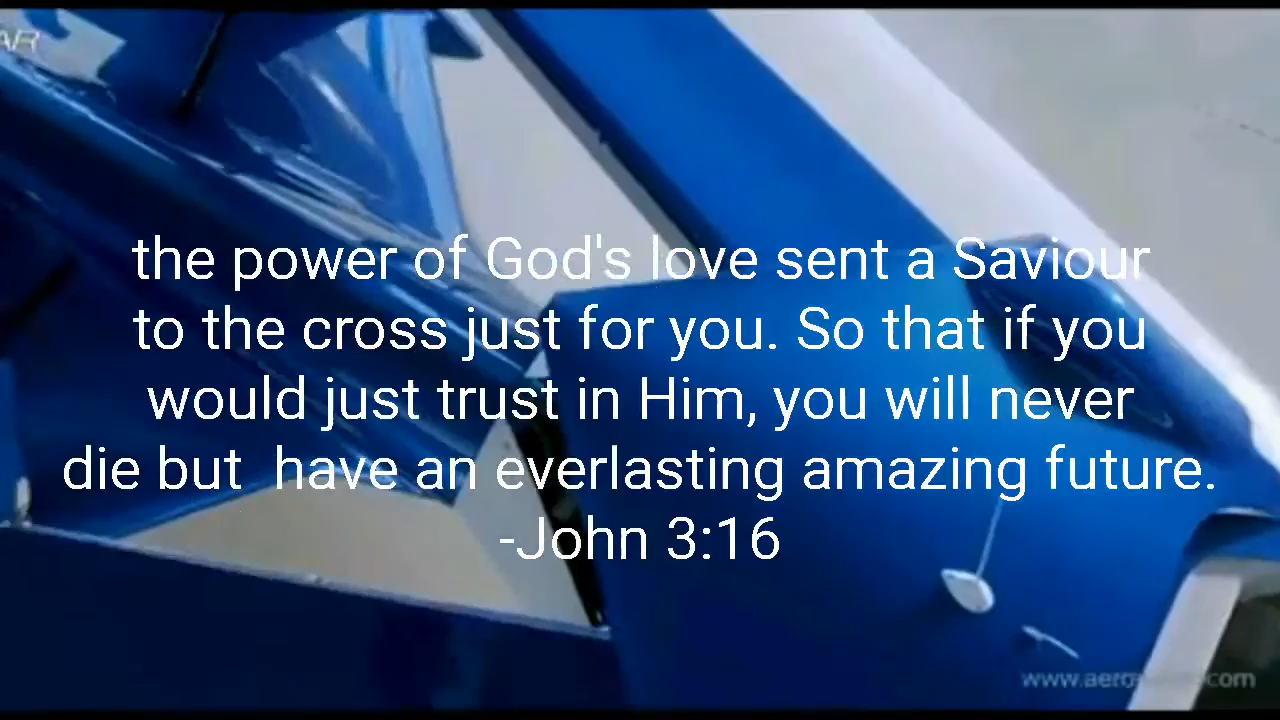 AR
the power of God's love sent a Saviour
to the cross just for you. So that if you
would just trust in Him, you will never
die but have an everlasting amazing future.
-John 3:16